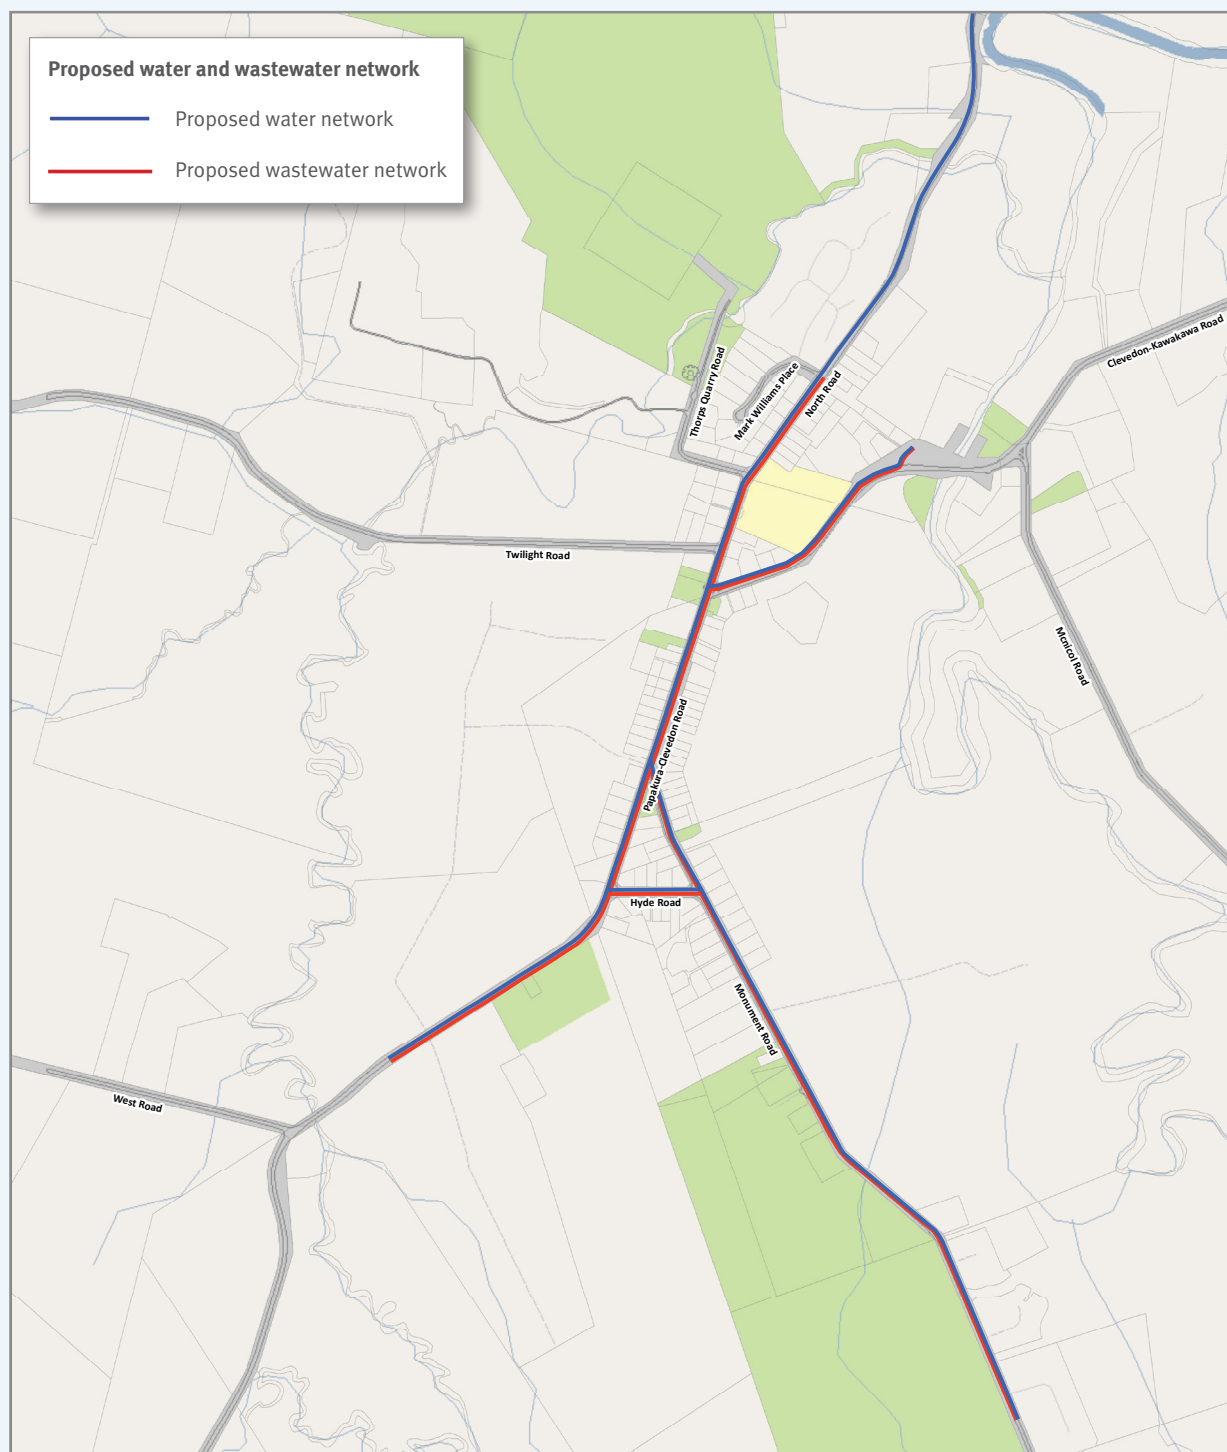 Proposed water and wastewater network
Proposed water network
Proposed wastewater network
Clevedon-Kawakawa Road
Thorps Quarry Road
Mark Williams Place
North Road
Twilight Road
Mcnicol Road
Papakura-Clevedon Road
Hyde Road
Monument Road
West Road